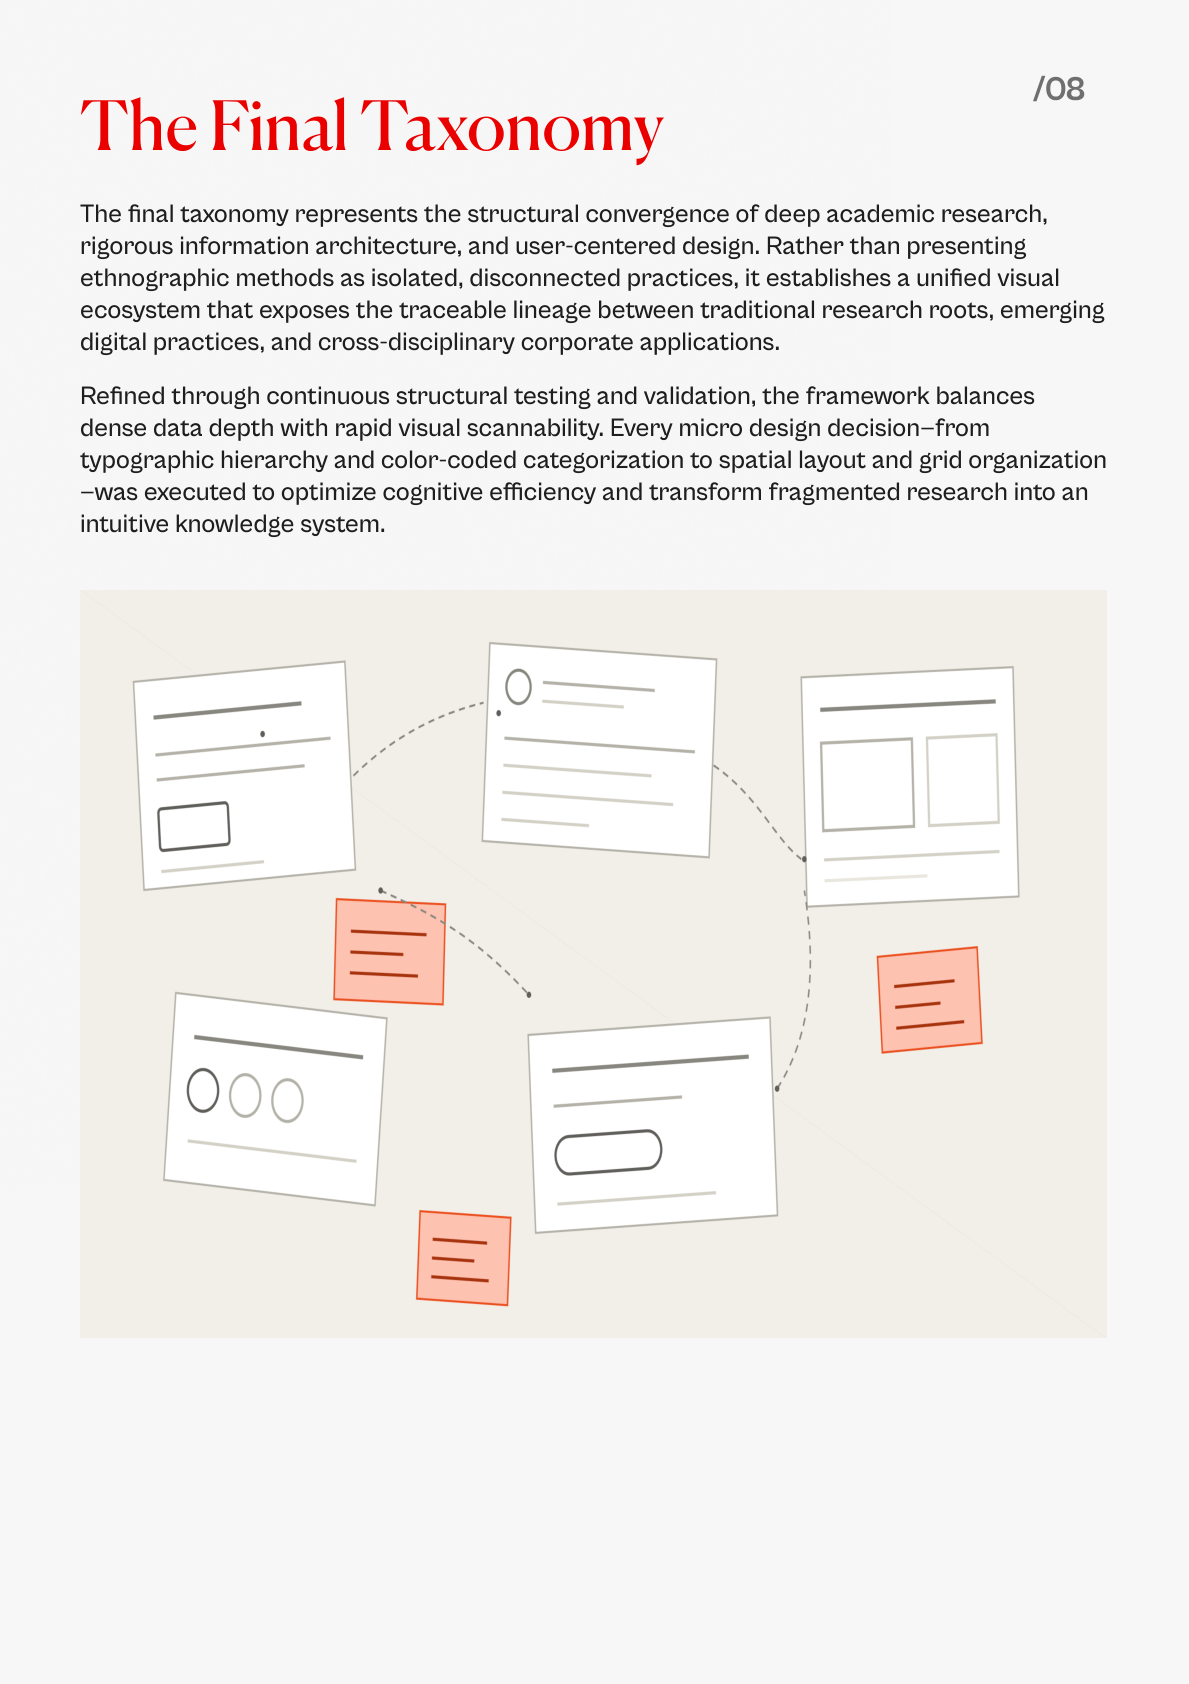 /08
The Final Taxonomy
The final taxonomy represents the structural convergence of deep academic research,
rigorous information architecture, and user-centered design. Rather than presenting
ethnographic methods as isolated, disconnected practices, it establishes a unified visual
ecosystem that exposes the traceable lineage between traditional research roots, emerging
digital practices, and cross-disciplinary corporate applications.
Refined through continuous structural testing and validation, the framework balances
dense data depth with rapid visual scannability. Every micro design decision—from
typographic hierarchy and color-coded categorization to spatial layout and grid organization
—was executed to optimize cognitive efficiency and transform fragmented research into an
intuitive knowledge system.